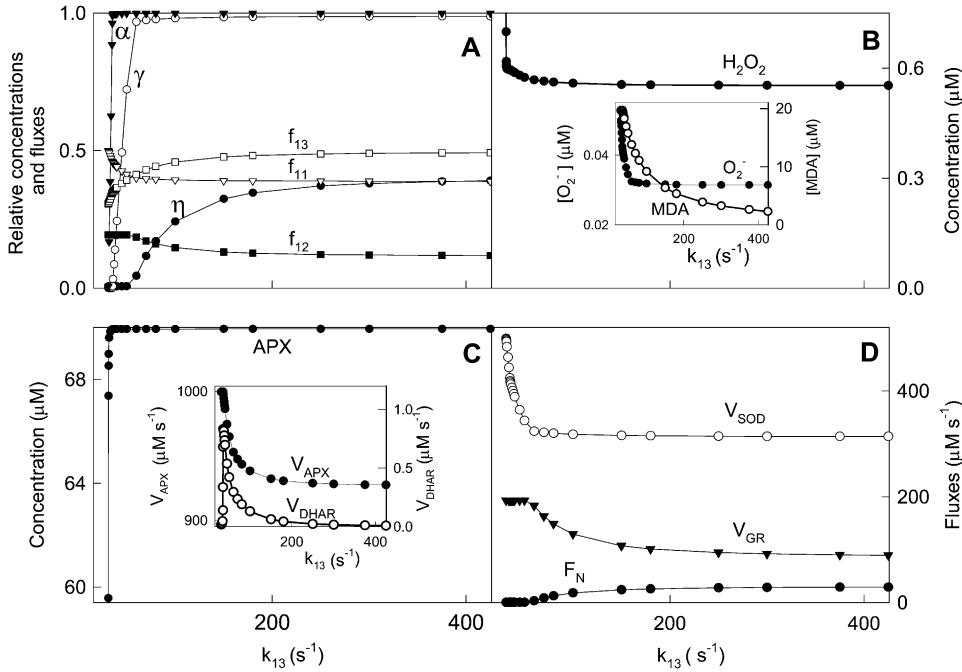 1.0
0.5
0.0
Relative concentrations
and fluxes
α
γ
A
f13
f11
η
f12
B
H2O2
0.6
0.3
0.0
Concentration (μM)
[O2-] (μM)
0.04
0.02
20
10
0
[MDA] (μM)
O2-
MDA
200
400
k13 (s-1)
Concentration (μM)
68
64
60
APX
C
VAPX (μM s-1)
1000
900
1.0
0.5
0.0
VDHAR (μM s-1)
VAPX
VDHAR
200
400
k13 (s-1)
200
400
k13 (s-1)
D
VSOD
VGR
FN
400
200
0
Fluxes (μM s-1)
200
400
k13 ( s-1)